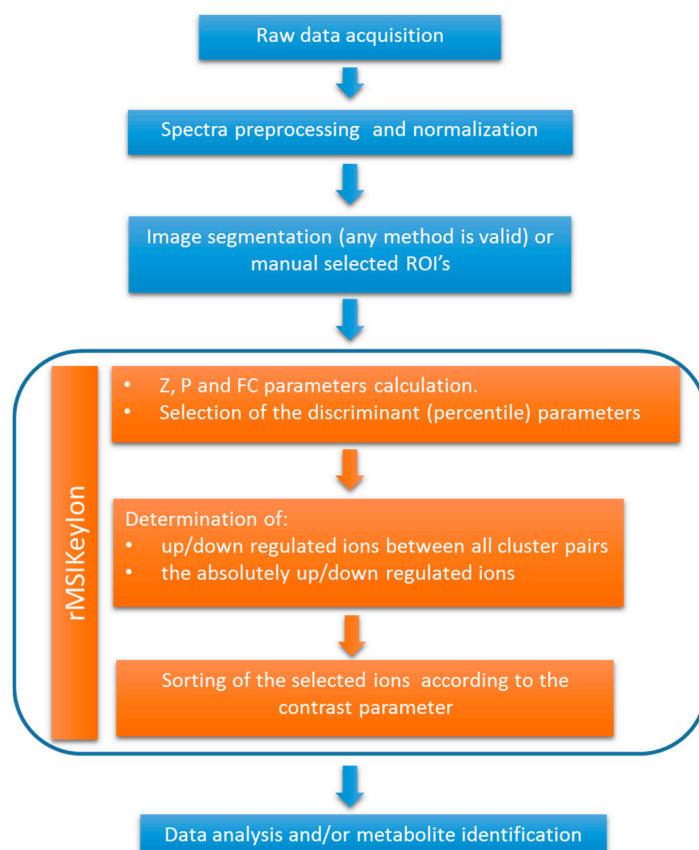 Raw data acquisition
Spectra preprocessing and normalization
Image segmentation (any method is valid) or
manual selected ROI's
rMSIKeyIon
• Z, P and FC parameters calculation.
• Selection of the discriminant (percentile) parameters
Determination of:
• up/down regulated ions between all cluster pairs
• the absolutely up/down regulated ions
Sorting of the selected ions according to the
contrast parameter
Data analysis and/or metabolite identification